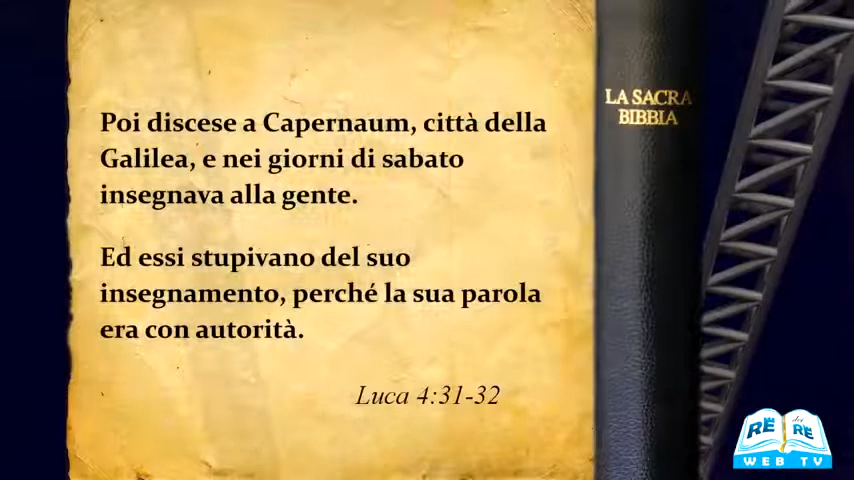 Poi discese a Capernaum, città della
Galilea, e nei giorni di sabato
insegnava alla gente.
Ed essi stupivano del suo
insegnamento, perché la sua parola
era con autorità.
Luca 4:31-32
LA SACRA
BIBBIA
RE dei RE
WEB TV